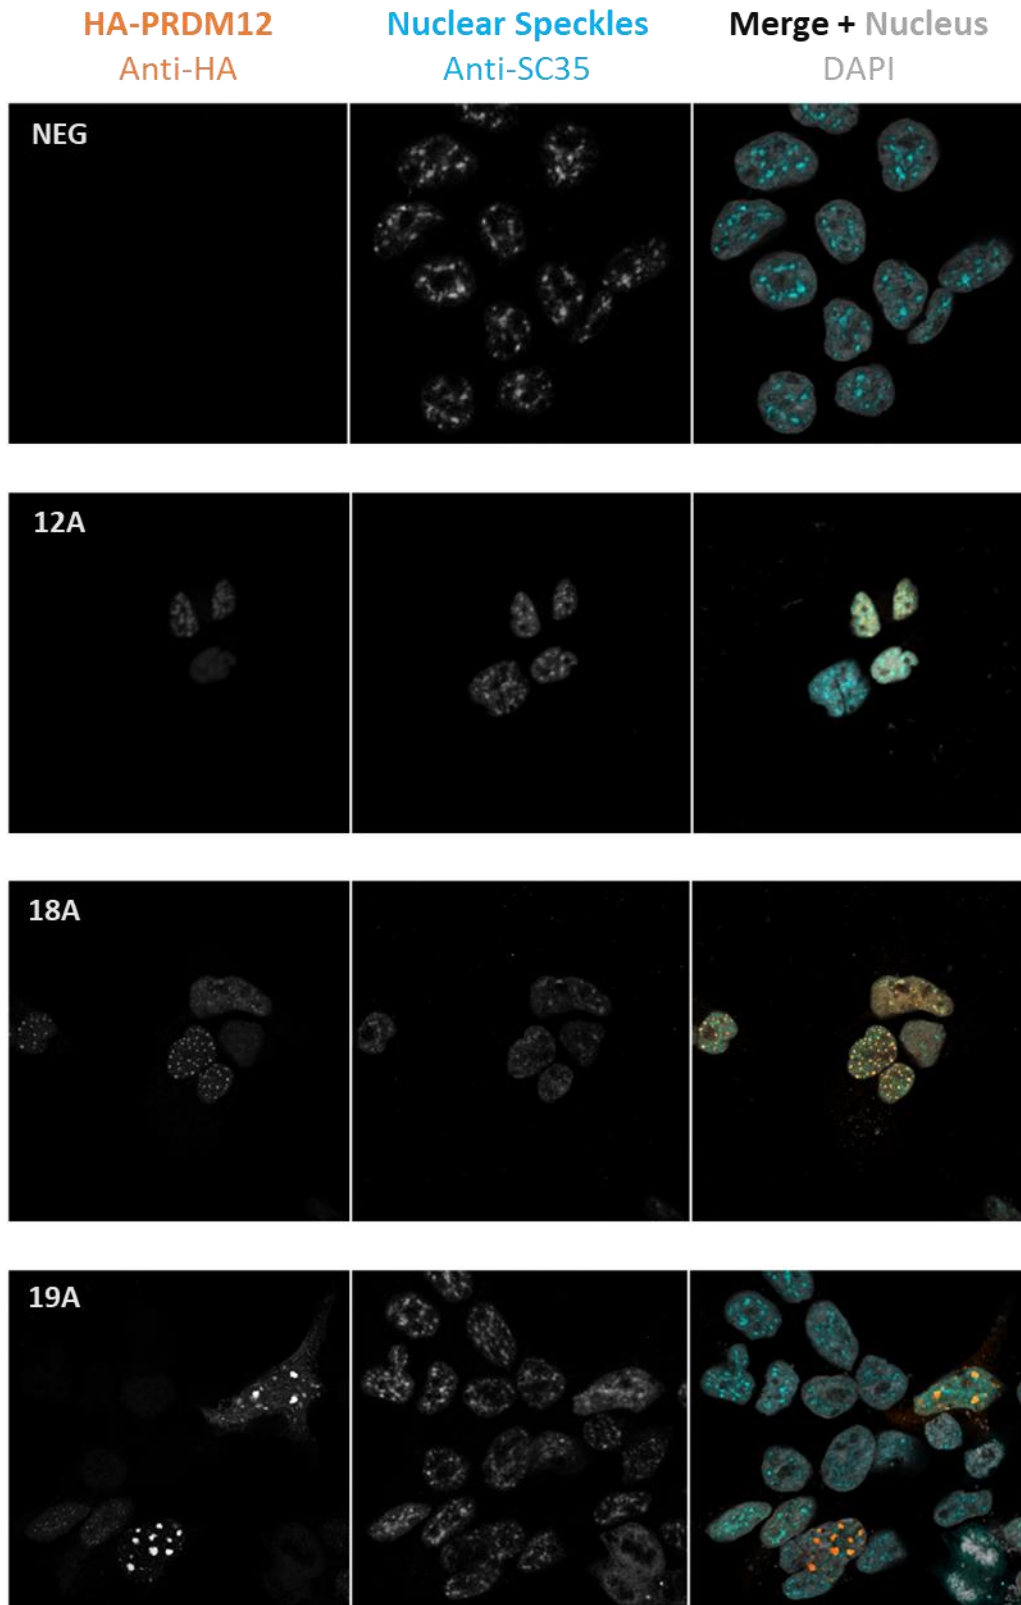 HA-PRDM12 Nuclear Speckles Merge + Nucleus
Anti-HA Anti-SC35 DAPI
NEG
12A
18A
19A